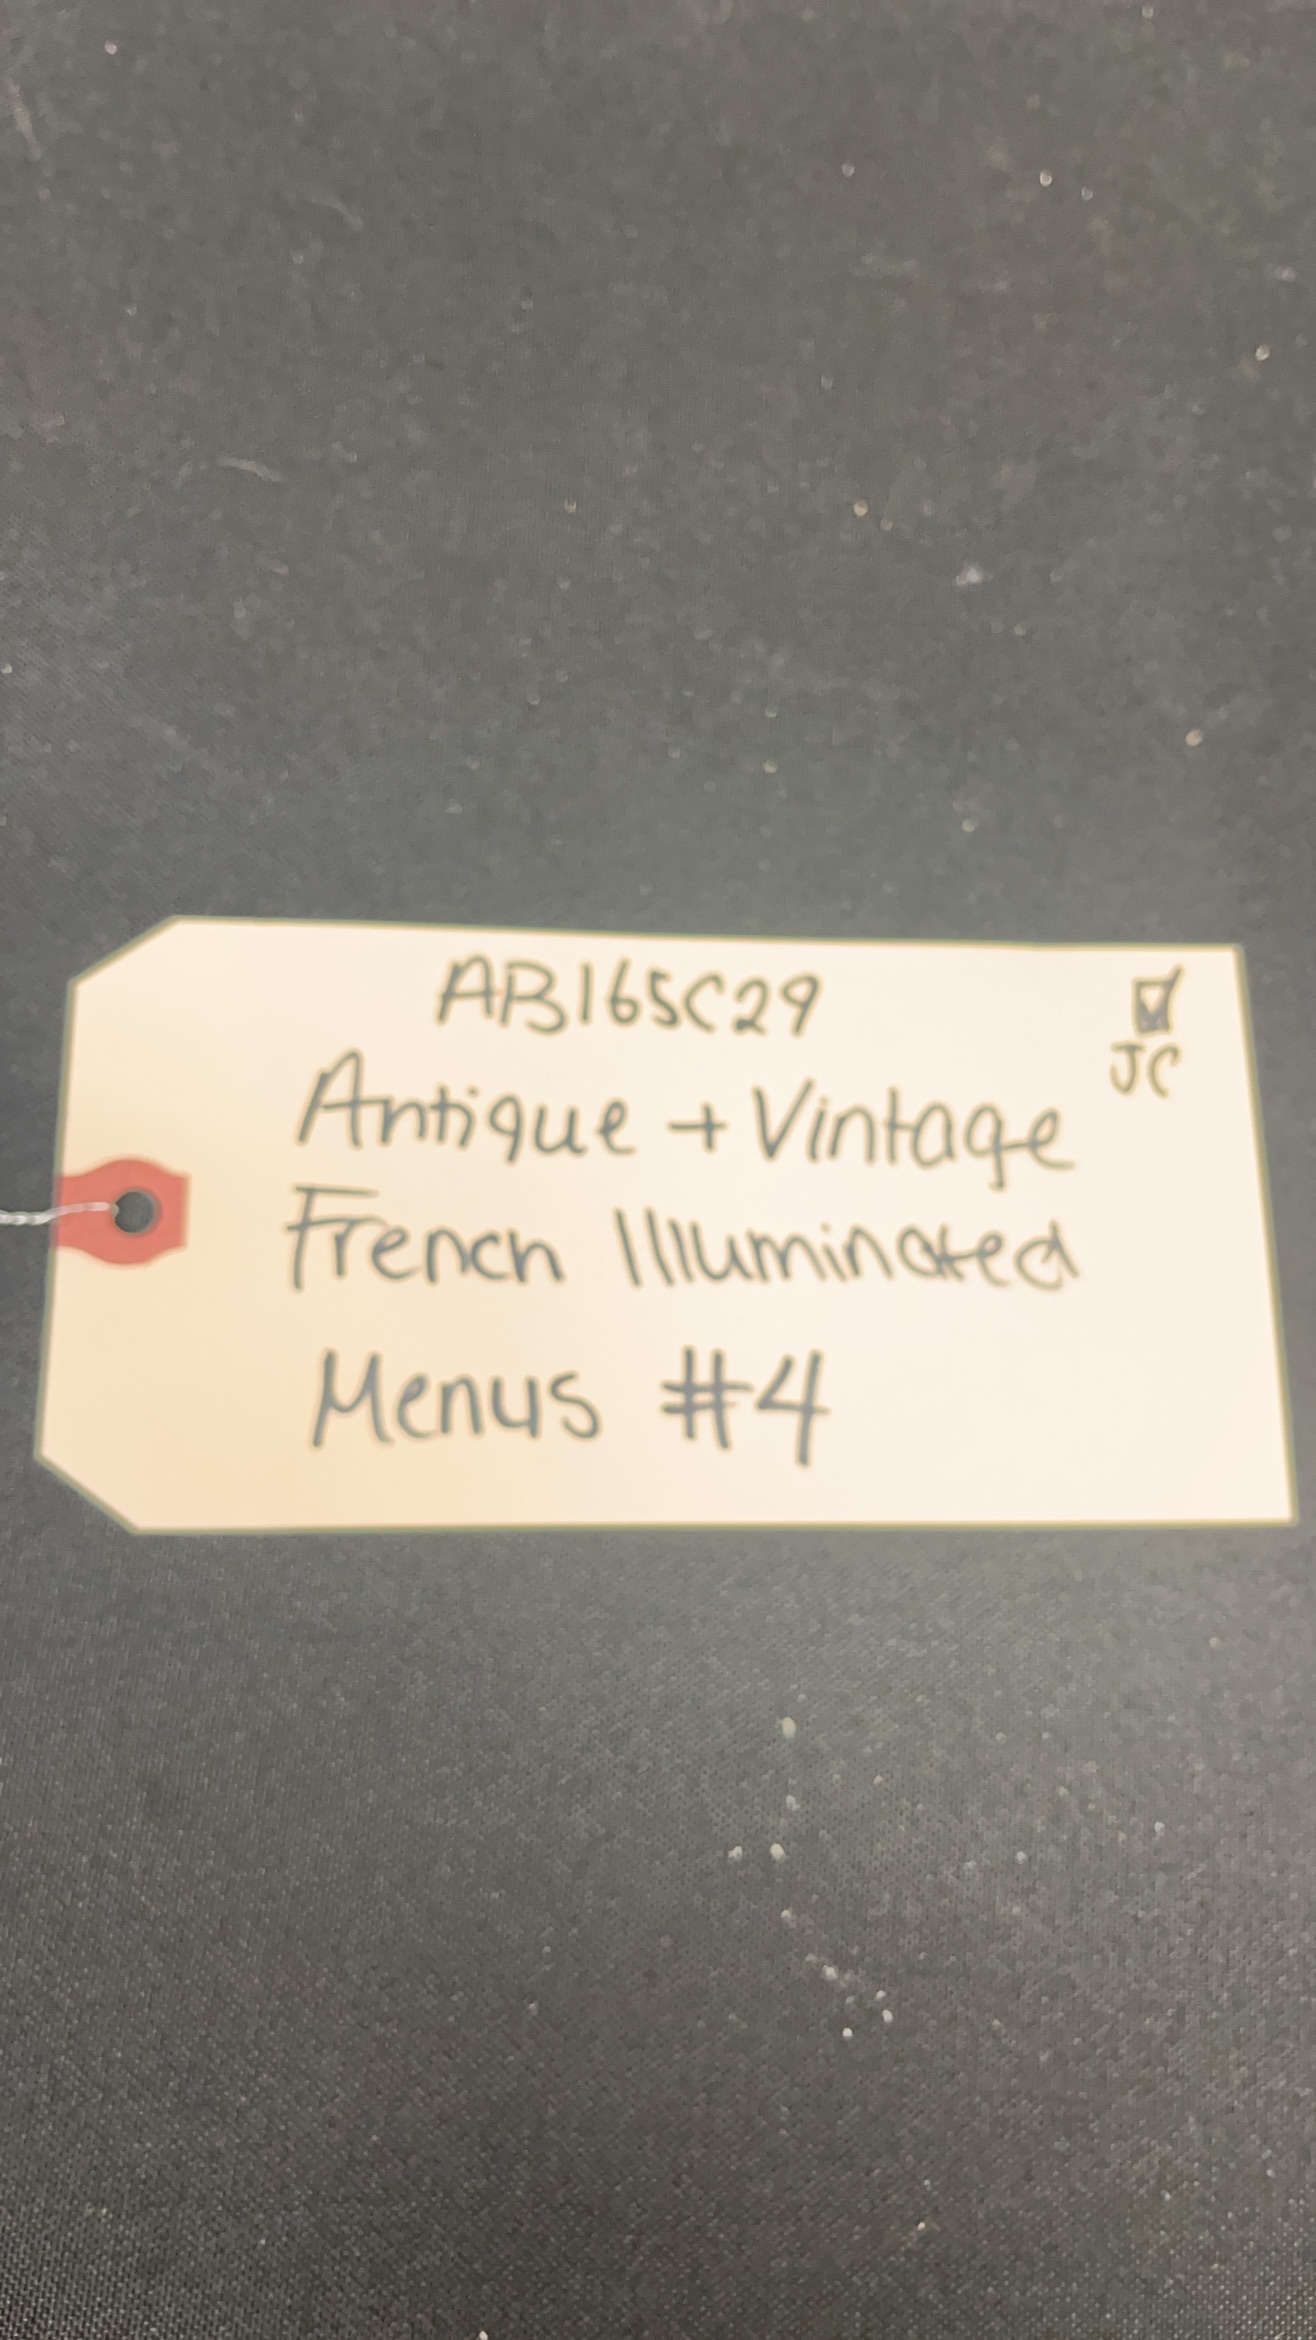 AB165C29
JC
Antique + Vintage
French Illuminated
Menus #4